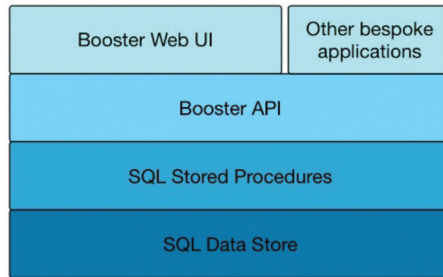 Booster Web UI
Other bespoke
applications
Booster API
SQL Stored Procedures
SQL Data Store